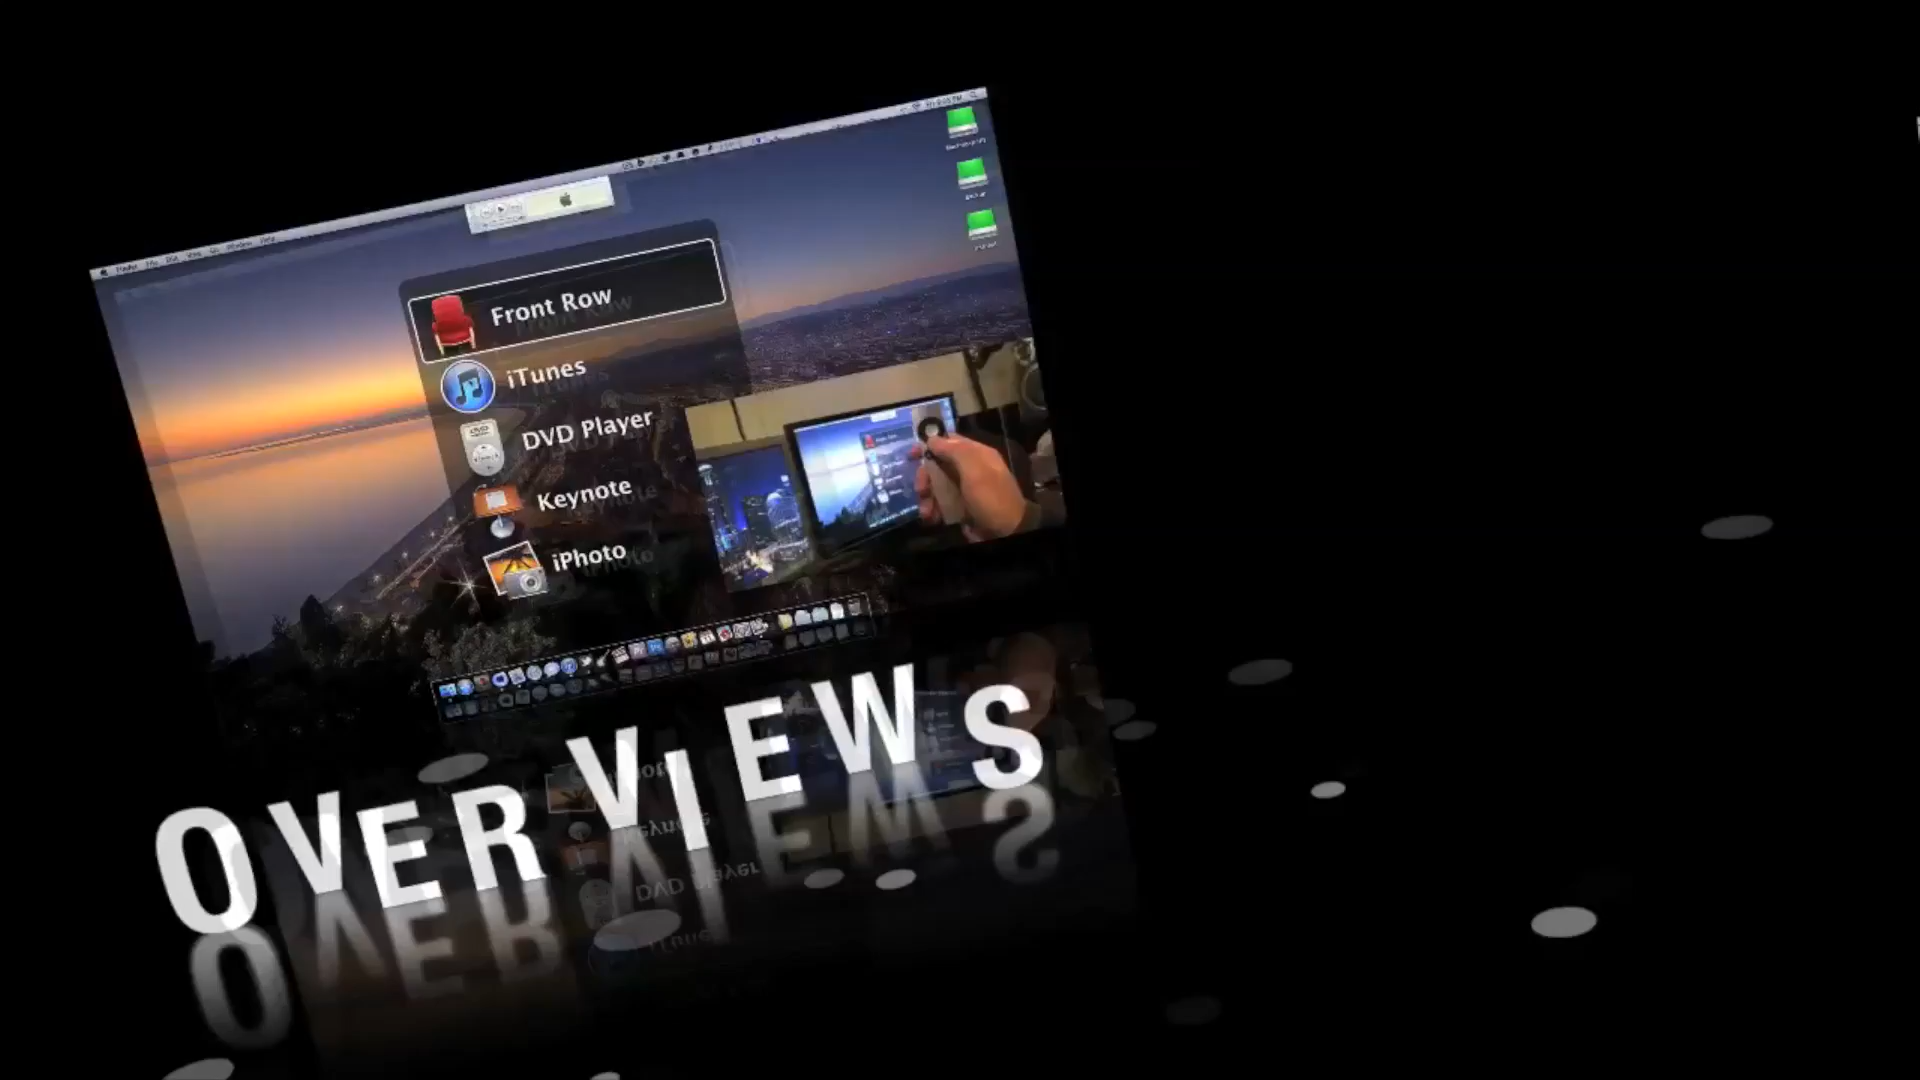 Front Row
iTunes
DVD Player
Keynote
iPhoto
OVERVIEWS